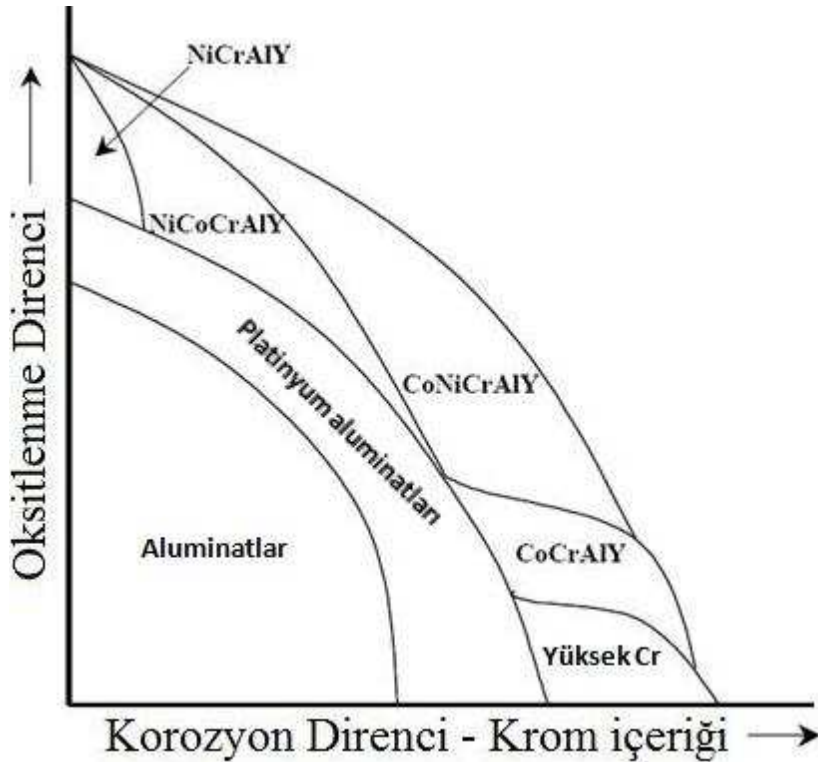 NiCrAlY
NiCoCrAlY
CoNiCrAlY
Platinyum aluminatları
Aluminatlar
CoCrAlY
Yüksek Cr
Oksitlenme Direnci
Korozyon Direnci - Krom içeriği